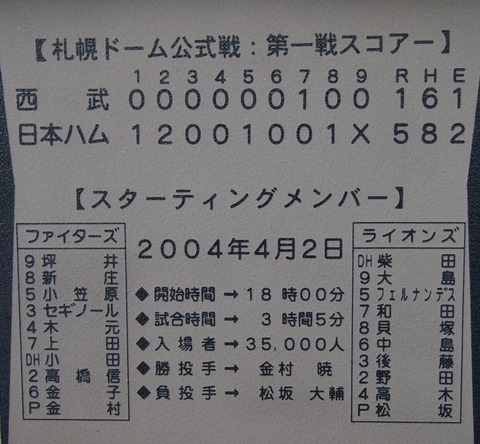 【札幌ドーム公式戦：第一戦スコアー】
1 2 3 4 5 6 7 8 9 R H E
西 武 0 0 0 0 0 0 1 0 0 1 6 1
日本ハム 1 2 0 0 1 0 0 1 X 5 8 2
【スターティングメンバー】
ファイターズ
9 坪 井
8 新 庄
5 小 笠 原
3 セギノール
4 木 元
7 上 田
DH 小 田
2 高 橋 信
6 金 子
P 金 村
2004年4月2日
◆ 開始時間 → 18時00分
◆ 試合時間 → 3時間5分
◆ 入場者 → 35,000人
◆ 勝投手 → 金村 暁
◆ 負投手 → 松坂 大輔
ライオンズ
DH 柴 田
9 大 島
5 フェルナンデス
7 和 田
8 貝 塚
6 中 島
3 後 藤
2 野 田
4 高 木
P 松 坂